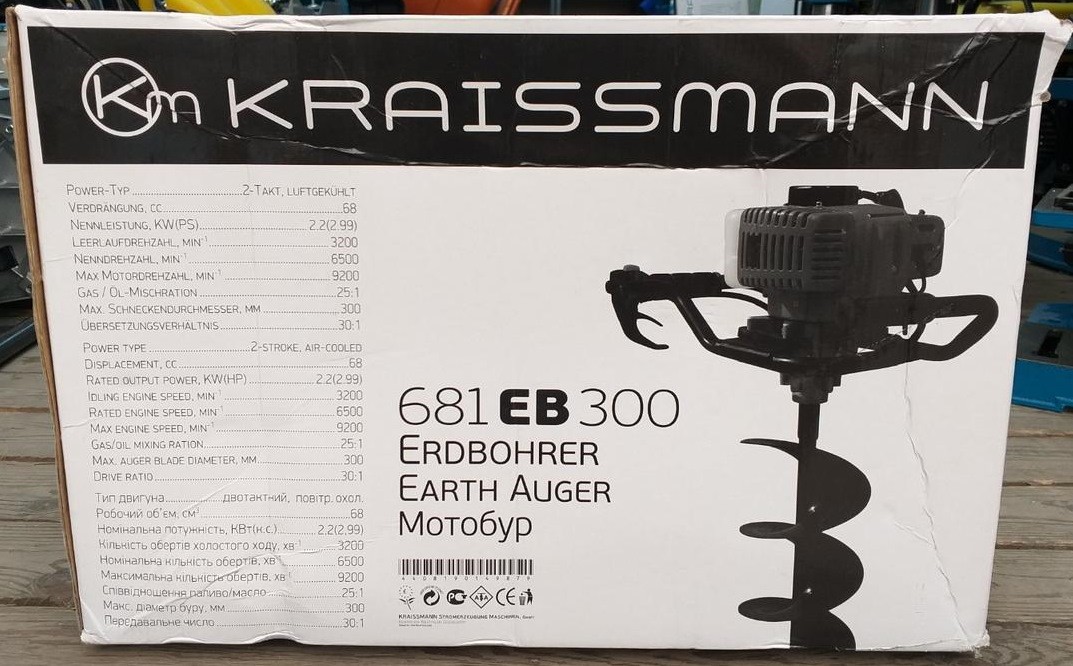 Km KRAISSMANN
POWER-TYP 2-TAKT, LUFTGEKÜHLT
VERDRÄNGUNG, CC 68
NENNLEISTUNG, KW(PS) 2.2(2.99)
LEERLAUFDREHZAHL, MIN⁻¹ 3200
NENNDREHZAHL, MIN⁻¹ 6500
MAX MOTORDREHZAHL, MIN⁻¹ 9200
GAS / ÖL-MISCHRATION 25:1
MAX. SCHNECKENDURCHMESSER, MM 300
ÜBERSETZUNGSVERHÄLTNIS 30:1
POWER TYPE 2-STROKE, AIR-COOLED
DISPLACEMENT, CC 68
RATED OUTPUT POWER, KW(HP) 2.2(2.99)
IDLING ENGINE SPEED, MIN⁻¹ 3200
RATED ENGINE SPEED, MIN⁻¹ 6500
MAX ENGINE SPEED, MIN⁻¹ 9200
GAS/OIL MIXING RATION 25:1
MAX. AUGER BLADE DIAMETER, MM 300
DRIVE RATIO 30:1
Тип двигуна двотактний, повітр. охол.
Робочий об'єм, см³ 68
Номінальна потужність, КВт(к.с.) 2.2(2.99)
Кількість обертів холостого ходу, хв⁻¹ 3200
Номінальна кількість обертів, хв⁻¹ 6500
Максимальна кількість обертів, хв⁻¹ 9200
Співвідношення паливо/масло 25:1
Макс. діаметр буру, мм 300
Передавальне число 30:1
681 EB 300
ERDBOHRER
EARTH AUGER
Мотобур
4408190149879
CE
KRAISSMANN STROMERZEUGUNG MASCHINEN, GmbH